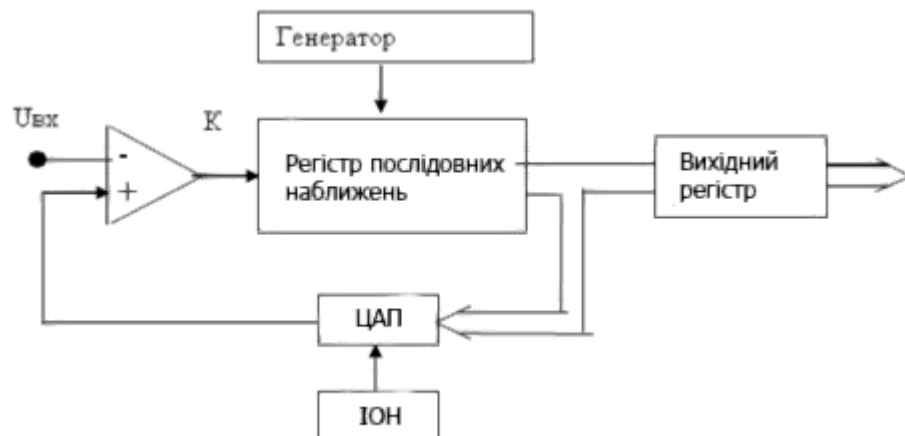 Генератор
Uвх
К
-
+
Регістр послідовних
наближень
Вихідний
регістр
ЦАП
ІОН